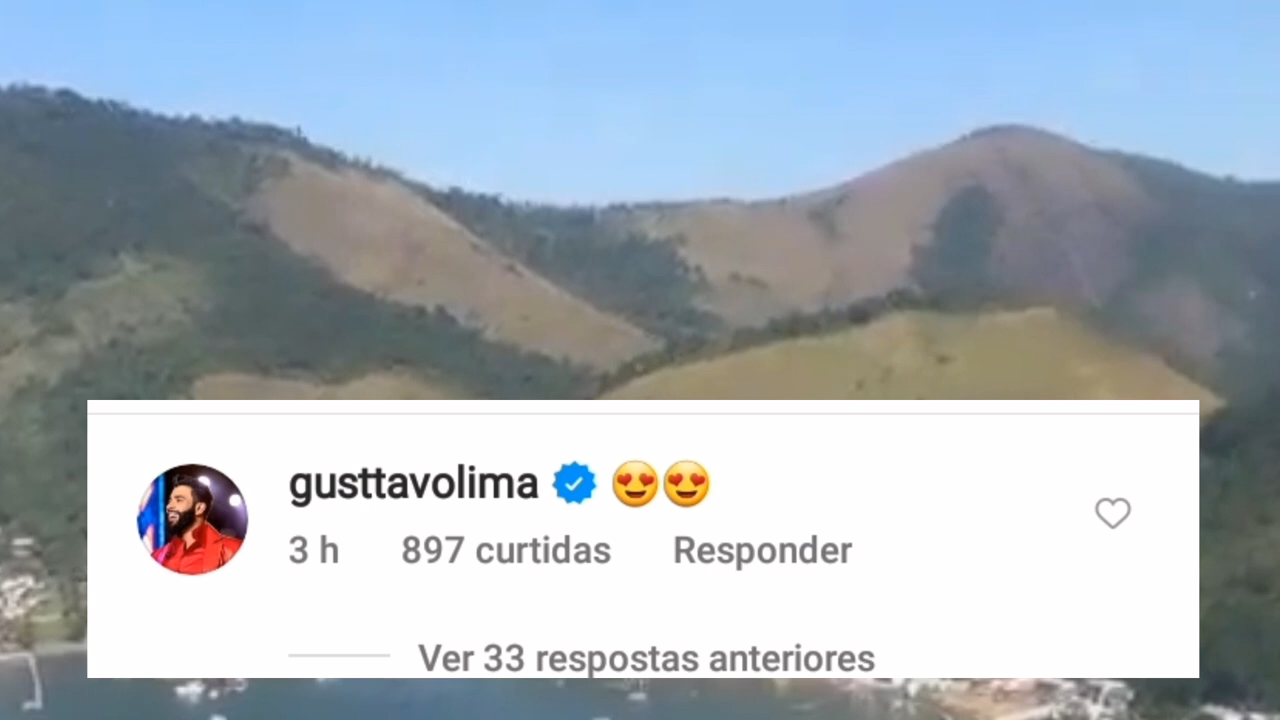 gusttavolima 😍😍
3 h 897 curtidas Responder
Ver 33 respostas anteriores